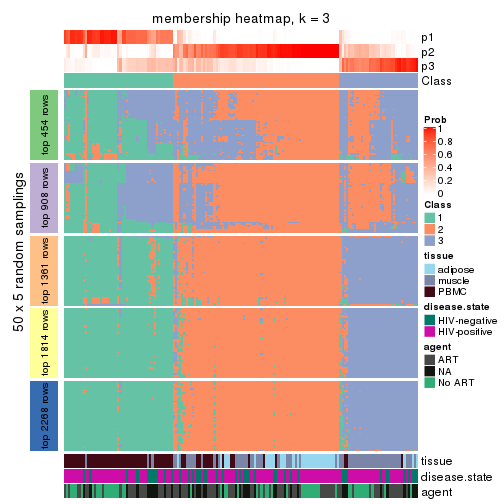 membership heatmap, k = 3
p1
p2
p3
Class
50 x 5 random samplings
top 454 rows
top 908 rows
top 1361 rows
top 1814 rows
top 2268 rows
tissue
disease.state
agent
Prob
1
0.8
0.6
0.4
0.2
0
Class
1
2
3
tissue
adipose
muscle
PBMC
disease.state
HIV-negative
HIV-positive
agent
ART
NA
No ART